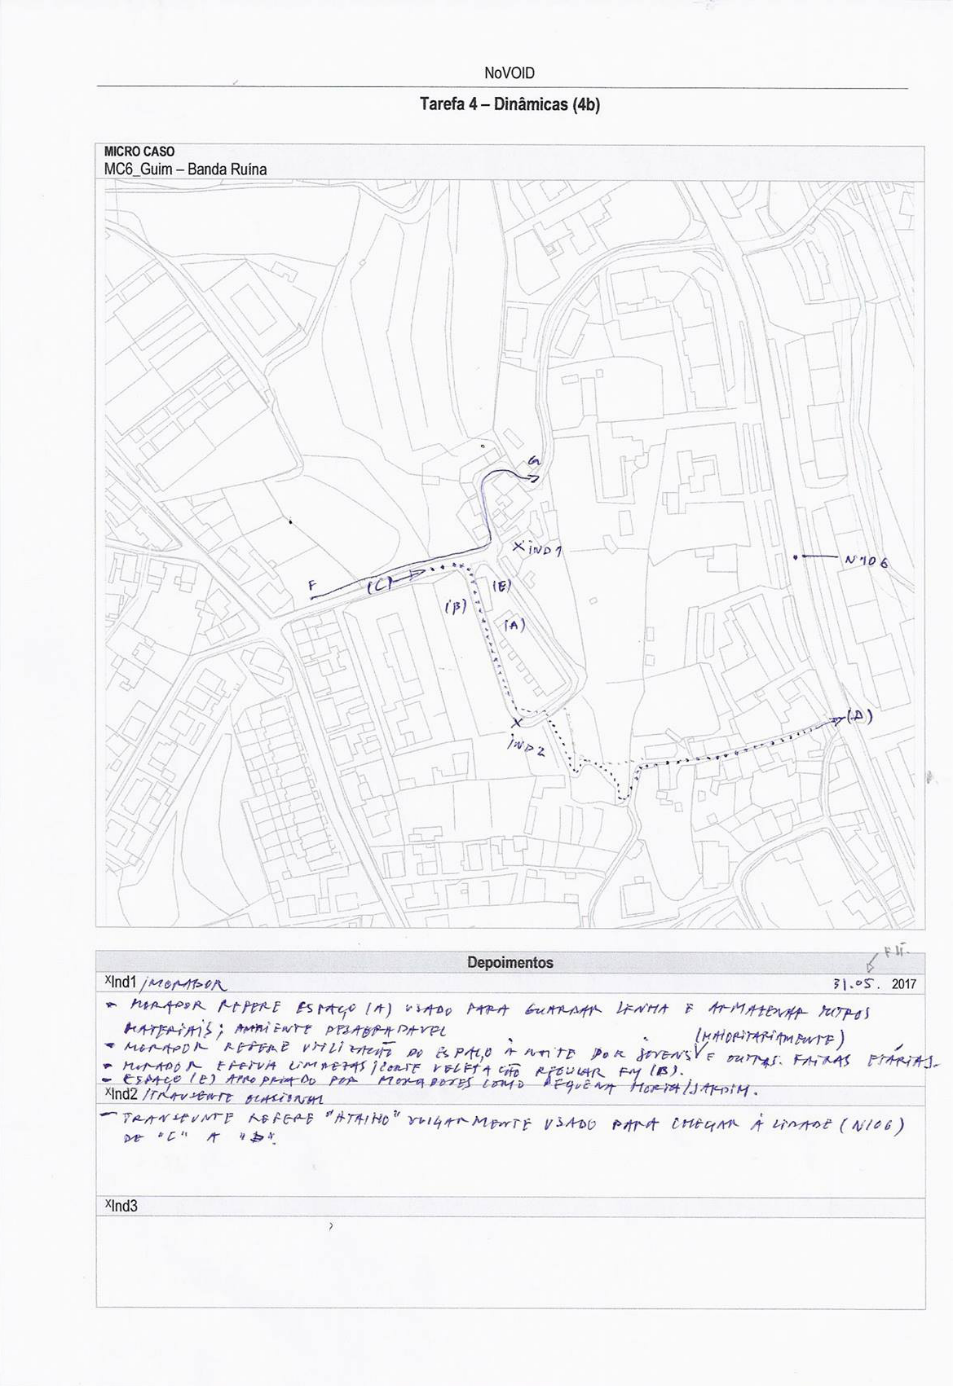 NoVOID
Tarefa 4 – Dinâmicas (4b)
MICRO CASO
MC6_Guim – Banda Ruína
G
X IND1
N106
F
(C)
(E)
(B)
(A)
(D)
X
IND2
Depoimentos
XInd1 /MORADOR
31.05. 2017
- MORADOR REFERE ESPAÇO (A) USADO PARA GUARDAR LENHA E ARMAZENAR OUTROS
MATERIAIS; AMBIENTE DESAGRADAVEL
(MAIORITARIAMENTE)
- MORADOR REFERE UTILIZAÇÃO DO ESPAÇO À NOITE POR JOVENS E OUTRAS FAIXAS ETÁRIAS.
- MORADOR EFETUA LIMPEZAS/CORTE VEGETAÇÃO REGULAR EM (B).
- ESPAÇO (E) APROPRIADO POR MORADORES COMO PEQUENA HORTA/JARDIM.
XInd2 /TRANSEUNTE OCASIONAL
- TRANSEUNTE REFERE "ATALHO" VULGARMENTE USADO PARA CHEGAR À CIDADE (N106)
DE "C" A "D".
XInd3